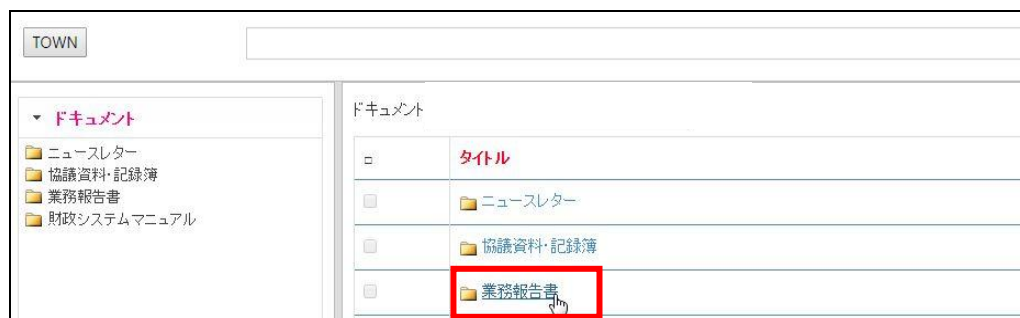 TOWN
ドキュメント
ニュースレター
協議資料・記録簿
業務報告書
財政システムマニュアル
ドキュメント
タイトル
ニュースレター
協議資料・記録簿
業務報告書